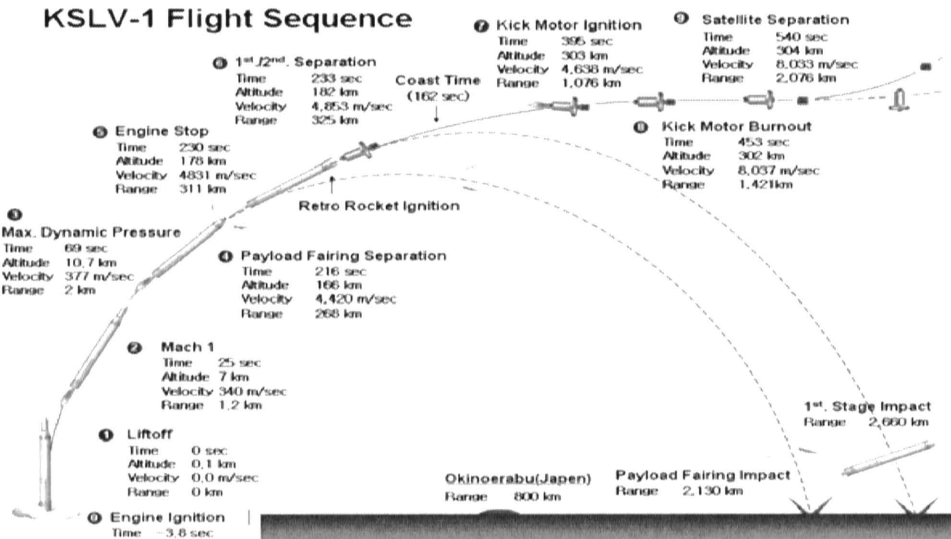 KSLV-1 Flight Sequence
0 Engine Ignition
Time -3,8 sec
1 Liftoff
Time 0 sec
Altitude 0,1 km
Velocity 0,0 m/sec
Range 0 km
2 Mach 1
Time 25 sec
Altitude 7 km
Velocity 340 m/sec
Range 1,2 km
3
Max. Dynamic Pressure
Time 69 sec
Altitude 10,7 km
Velocity 377 m/sec
Range 2 km
4 Payload Fairing Separation
Time 216 sec
Altitude 166 km
Velocity 4,420 m/sec
Range 268 km
5 Engine Stop
Time 230 sec
Altitude 178 km
Velocity 4831 m/sec
Range 311 km
6 1st./2nd. Separation
Time 233 sec
Altitude 182 km
Velocity 4,853 m/sec
Range 325 km
Retro Rocket Ignition
Coast Time
(162 sec)
7 Kick Motor Ignition
Time 395 sec
Altitude 303 km
Velocity 4,638 m/sec
Range 1,076 km
8 Kick Motor Burnout
Time 453 sec
Altitude 302 km
Velocity 8,037 m/sec
Range 1,421km
9 Satellite Separation
Time 540 sec
Altitude 304 km
Velocity 8,033 m/sec
Range 2,076 km
Okinoerabu(Japen)
Range 800 km
Payload Fairing Impact
Range 2,130 km
1st. Stage Impact
Range 2,660 km